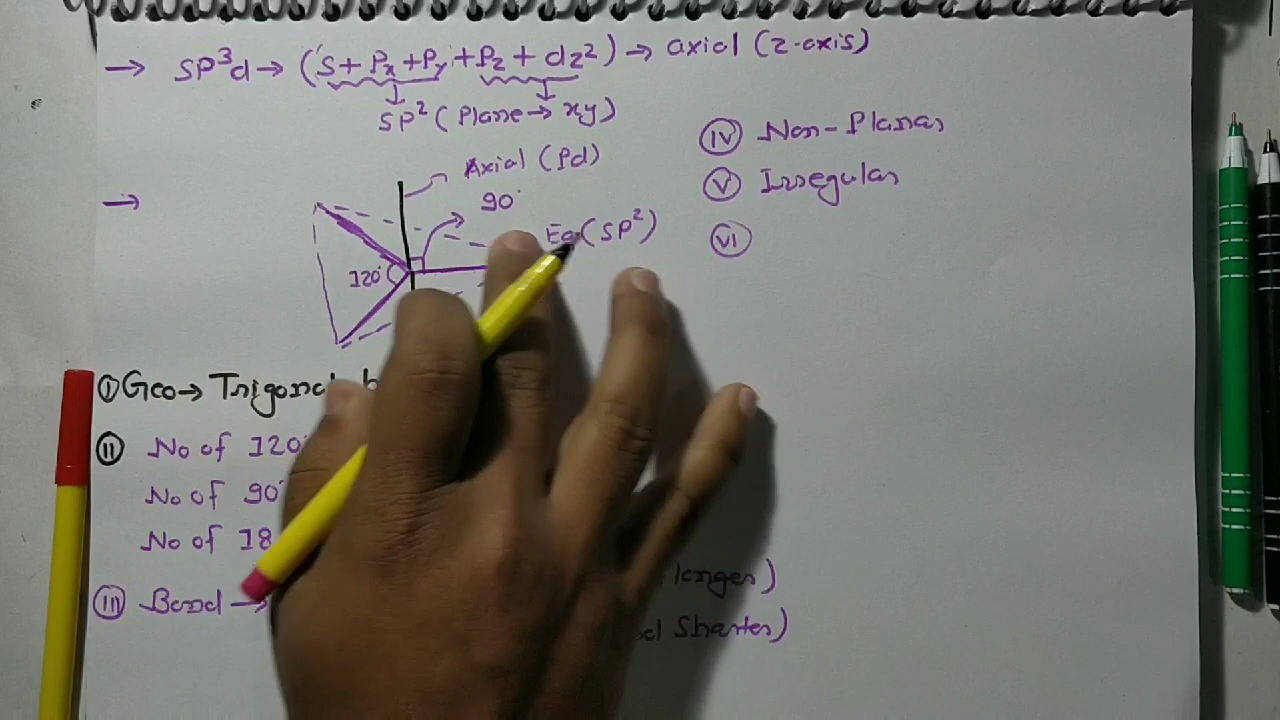 → SP³d → (S + Px + Py + Pz + dz²) → axial (z-axis)
SP² (Plane → xy)
Axial (Pd)
90°
Eq (SP²)
120°
(IV) Non-Planar
(V) Irregular
(VI)
→
(I) Geo → Trigonal b
(II) No of 120°
No of 90°
No of 18
(III) Bond →
longer)
Shorter)